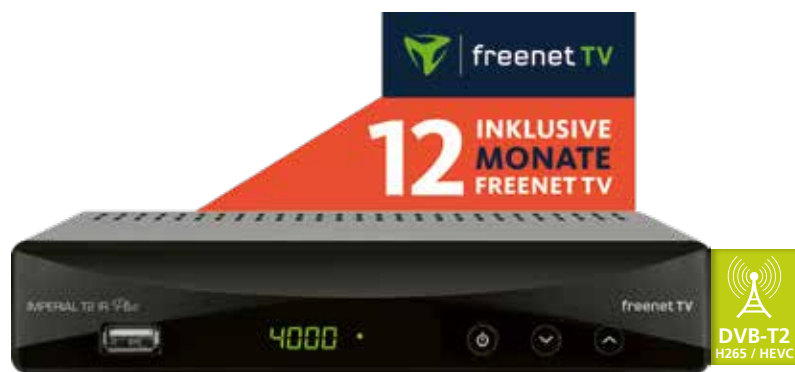 freenet TV
12 INKLUSIVE
MONATE
FREENET TV
IMPERIAL T2 IR Plus
freenet TV
4000
DVB-T2
H265 / HEVC